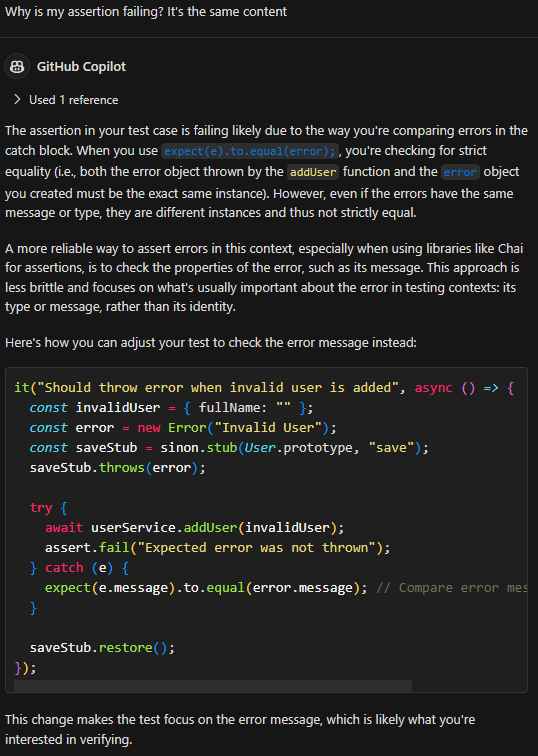 Why is my assertion failing? It's the same content
GitHub Copilot
Used 1 reference
The assertion in your test case is failing likely due to the way you're comparing errors in the
catch block. When you use expect(e).to.equal(error);, you're checking for strict
equality (i.e., both the error object thrown by the addUser function and the error object
you created must be the exact same instance). However, even if the errors have the same
message or type, they are different instances and thus not strictly equal.
A more reliable way to assert errors in this context, especially when using libraries like Chai
for assertions, is to check the properties of the error, such as its message. This approach is
less brittle and focuses on what's usually important about the error in testing contexts: its
type or message, rather than its identity.
Here's how you can adjust your test to check the error message instead:
it("Should throw error when invalid user is added", async () => {
  const invalidUser = { fullName: "" };
  const error = new Error("Invalid User");
  const saveStub = sinon.stub(User.prototype, "save");
  saveStub.throws(error);
  try {
    await userService.addUser(invalidUser);
    assert.fail("Expected error was not thrown");
  } catch (e) {
    expect(e.message).to.equal(error.message); // Compare error mes
  }
  saveStub.restore();
});
This change makes the test focus on the error message, which is likely what you're
interested in verifying.